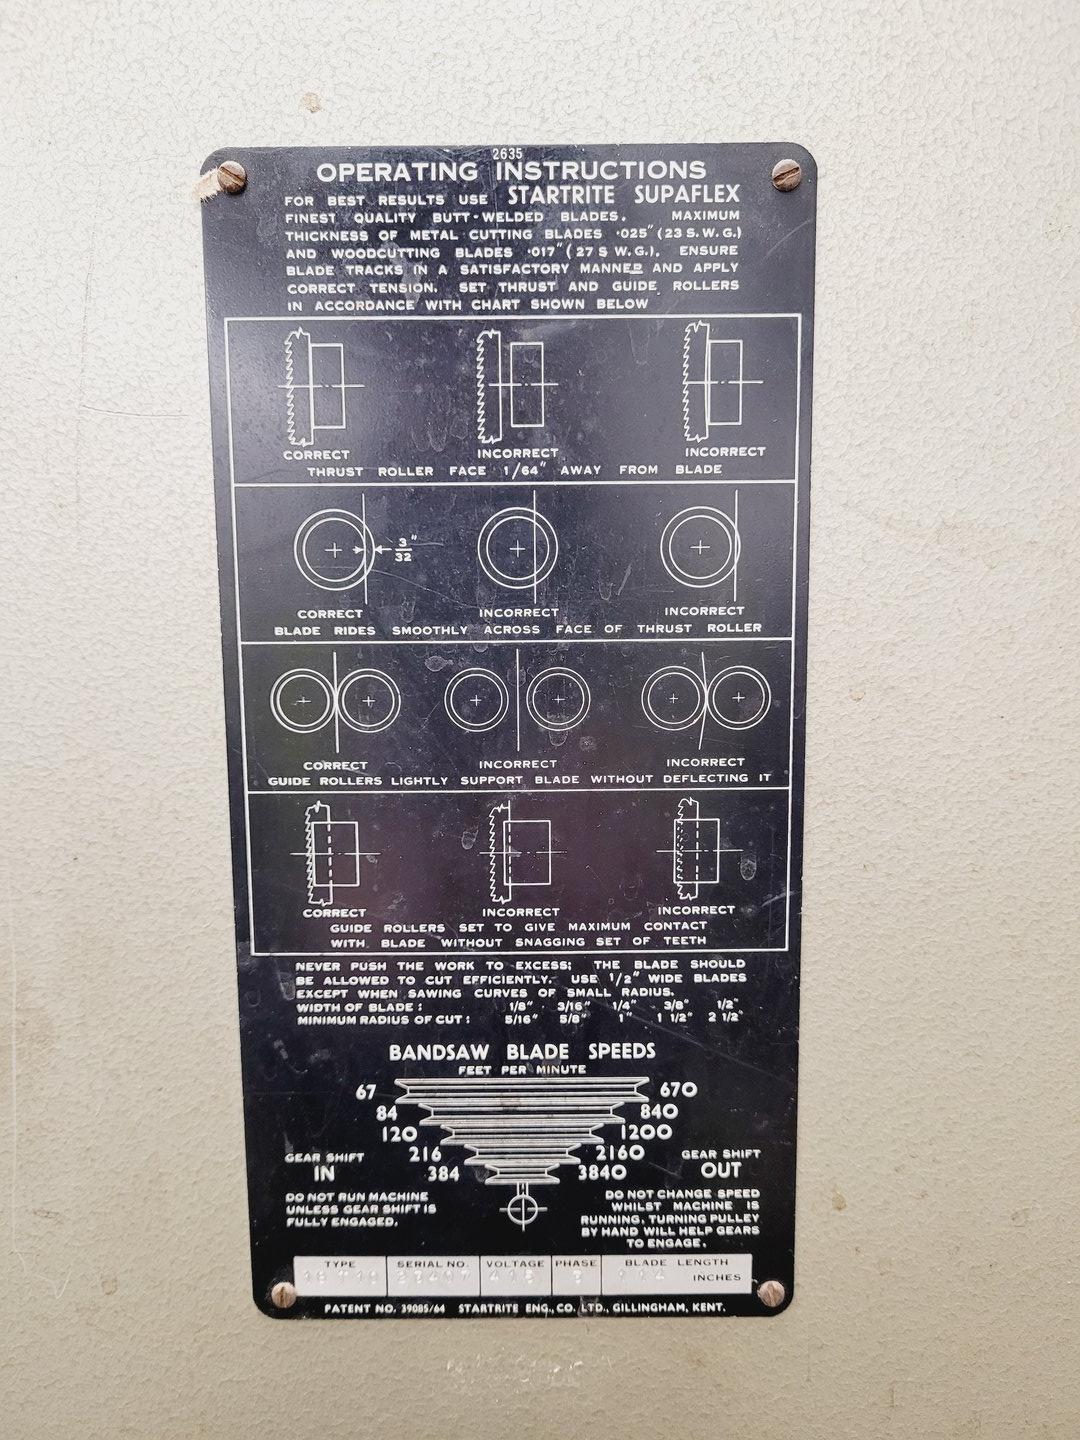 2635
OPERATING INSTRUCTIONS
FOR BEST RESULTS USE STARTRITE SUPAFLEX
FINEST QUALITY BUTT-WELDED BLADES. MAXIMUM
THICKNESS OF METAL CUTTING BLADES ·025" (23 S.W.G.)
AND WOODCUTTING BLADES ·017" (27 S W.G.), ENSURE
BLADE TRACKS IN A SATISFACTORY MANNER AND APPLY
CORRECT TENSION. SET THRUST AND GUIDE ROLLERS
IN ACCORDANCE WITH CHART SHOWN BELOW
CORRECT INCORRECT INCORRECT
THRUST ROLLER FACE 1/64" AWAY FROM BLADE
3/32"
CORRECT INCORRECT INCORRECT
BLADE RIDES SMOOTHLY ACROSS FACE OF THRUST ROLLER
CORRECT INCORRECT INCORRECT
GUIDE ROLLERS LIGHTLY SUPPORT BLADE WITHOUT DEFLECTING IT
CORRECT INCORRECT INCORRECT
GUIDE ROLLERS SET TO GIVE MAXIMUM CONTACT
WITH BLADE WITHOUT SNAGGING SET OF TEETH
NEVER PUSH THE WORK TO EXCESS; THE BLADE SHOULD
BE ALLOWED TO CUT EFFICIENTLY. USE 1/2" WIDE BLADES
EXCEPT WHEN SAWING CURVES OF SMALL RADIUS.
WIDTH OF BLADE: 1/8" 3/16" 1/4" 3/8" 1/2"
MINIMUM RADIUS OF CUT: 5/16" 5/8" 1" 1 1/2" 2 1/2"
BANDSAW BLADE SPEEDS
FEET PER MINUTE
67 670
84 840
120 1200
216 2160
384 3840
GEAR SHIFT
IN
GEAR SHIFT
OUT
DO NOT RUN MACHINE
UNLESS GEAR SHIFT IS
FULLY ENGAGED.
DO NOT CHANGE SPEED
WHILST MACHINE IS
RUNNING. TURNING PULLEY
BY HAND WILL HELP GEARS
TO ENGAGE.
TYPE SERIAL NO. VOLTAGE PHASE BLADE LENGTH
415 3 INCHES
PATENT NO. 39085/64 STARTRITE ENG., CO. LTD., GILLINGHAM, KENT.